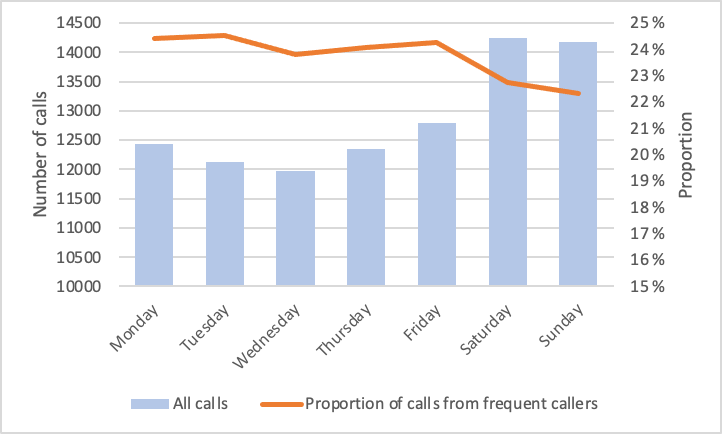 14500
14000
13500
13000
12500
12000
11500
11000
10500
10000
Number of calls
25%
24%
23%
22%
21%
20%
19%
18%
17%
16%
15%
Proportion
Monday
Tuesday
Wednesday
Thursday
Friday
Saturday
Sunday
All calls
Proportion of calls from frequent callers